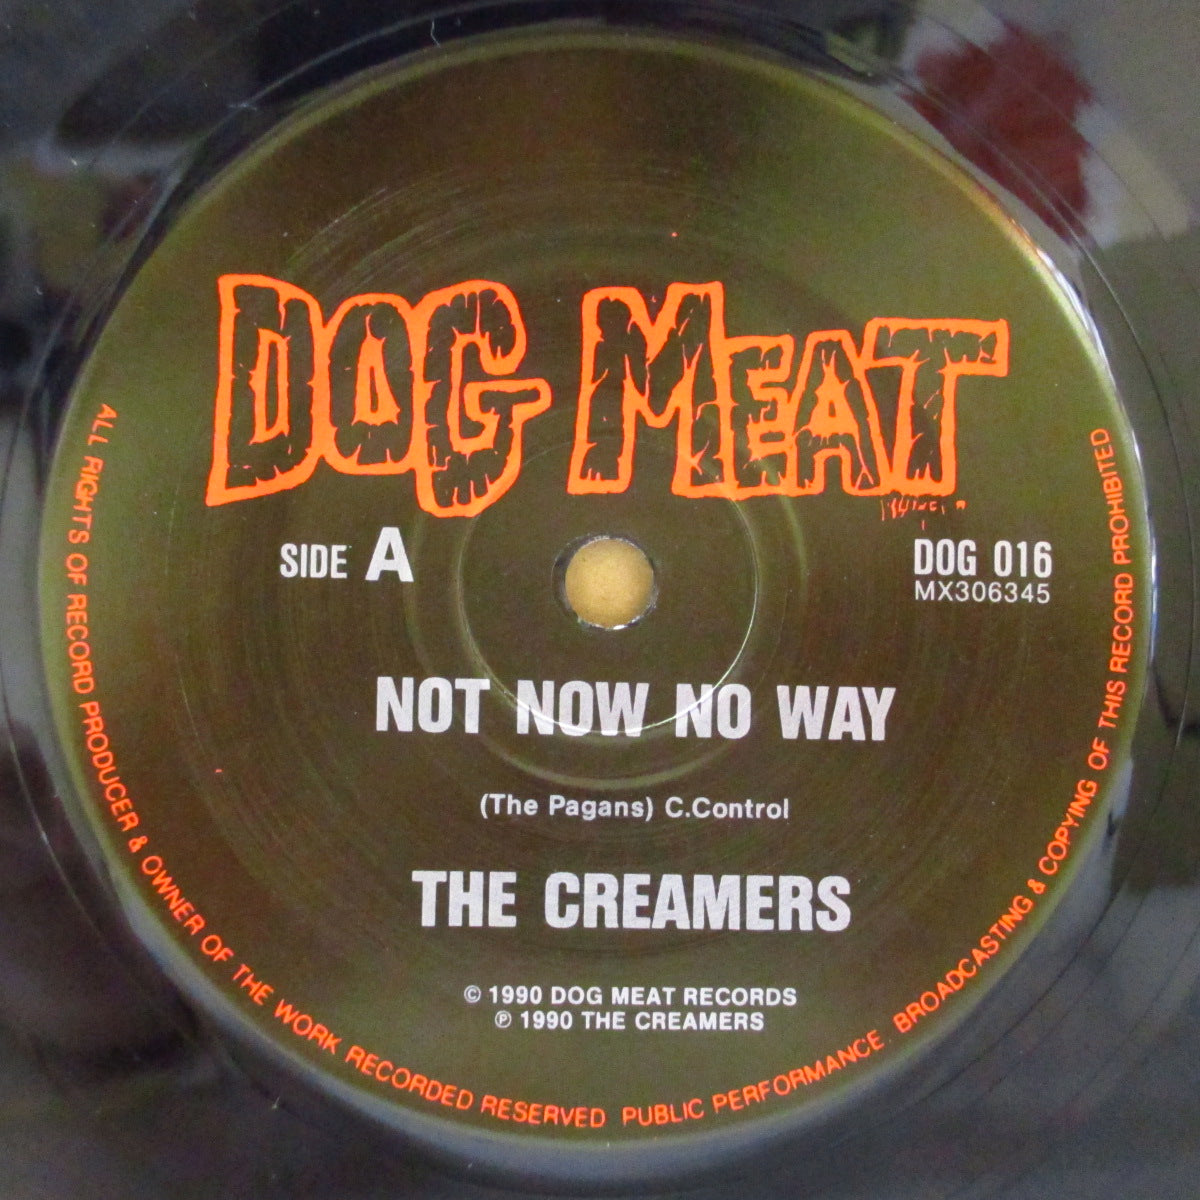 DOG MEAT
SIDE A
DOG 016
MX306345
NOT NOW NO WAY
(The Pagans) C.Control
THE CREAMERS
© 1990 DOG MEAT RECORDS
℗ 1990 THE CREAMERS
ALL RIGHTS OF RECORD PRODUCER & OWNER OF THE WORK RECORDED RESERVED PUBLIC PERFORMANCE BROADCASTING & COPYING OF THIS RECORD PROHIBITED